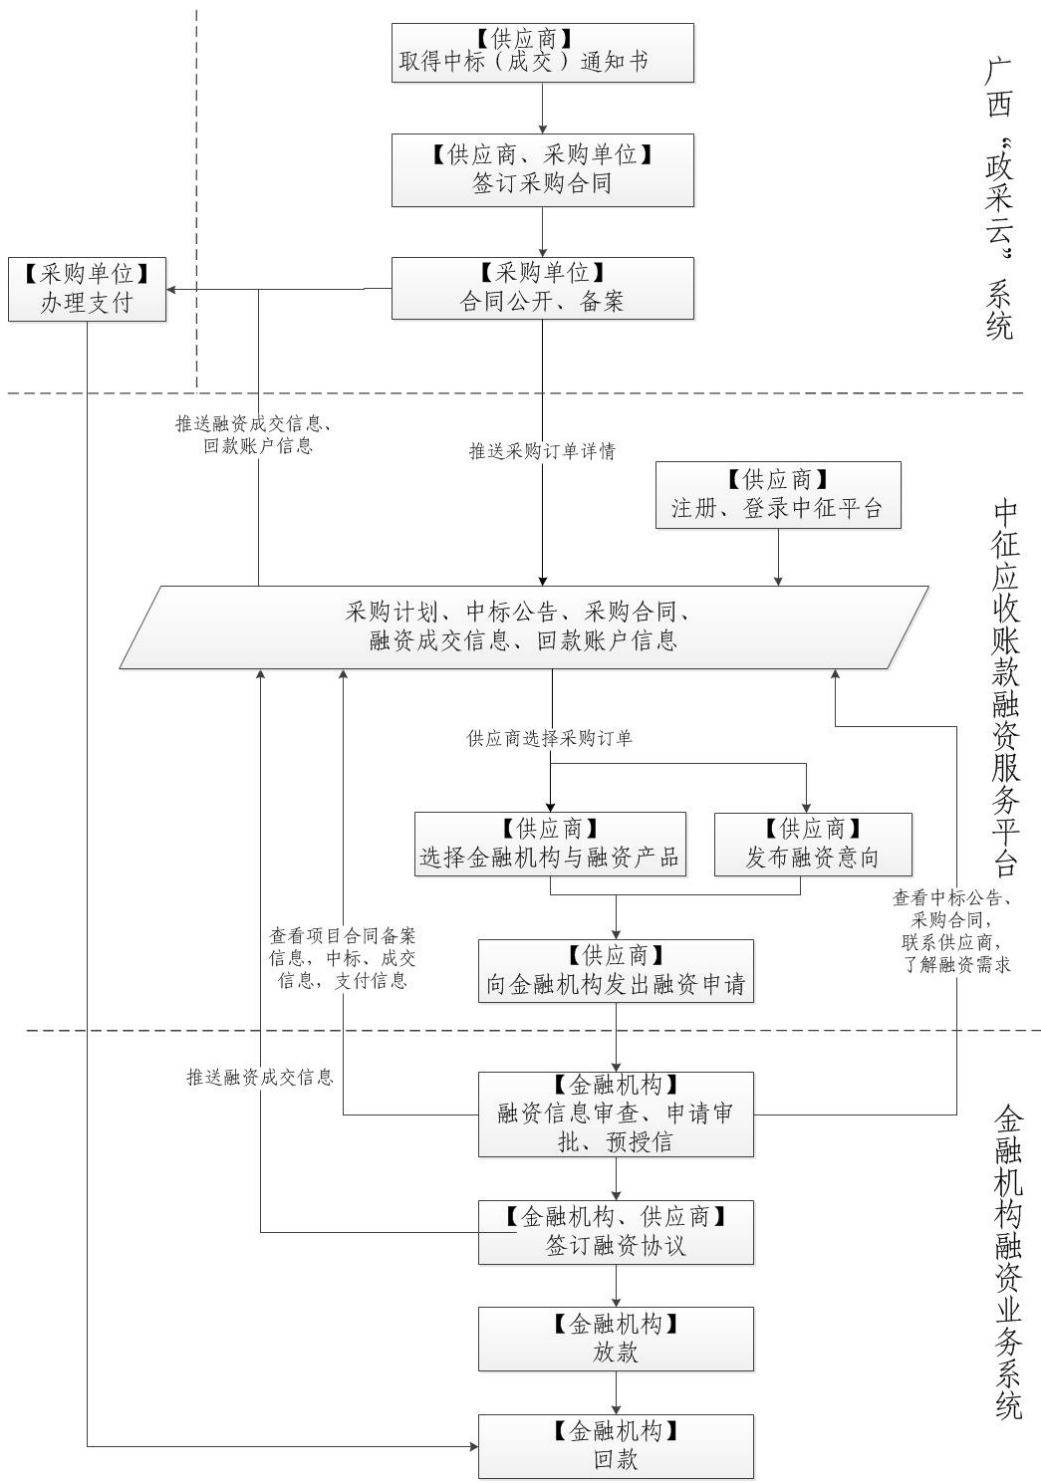 【供应商】
取得中标（成交）通知书
【供应商、采购单位】
签订采购合同
【采购单位】
合同公开、备案
【采购单位】
办理支付
广西“政采云”系统
推送融资成交信息、
回款账户信息
推送采购订单详情
【供应商】
注册、登录中征平台
采购计划、中标公告、采购合同、
融资成交信息、回款账户信息
供应商选择采购订单
【供应商】
选择金融机构与融资产品
【供应商】
发布融资意向
中征应收账款融资服务平台
查看中标公告、
采购合同，
联系供应商，
了解融资需求
查看项目合同备案
信息，中标、成交
信息，支付信息
【供应商】
向金融机构发出融资申请
推送融资成交信息
【金融机构】
融资信息审查、申请审
批、预授信
【金融机构、供应商】
签订融资协议
【金融机构】
放款
【金融机构】
回款
金融机构融资业务系统